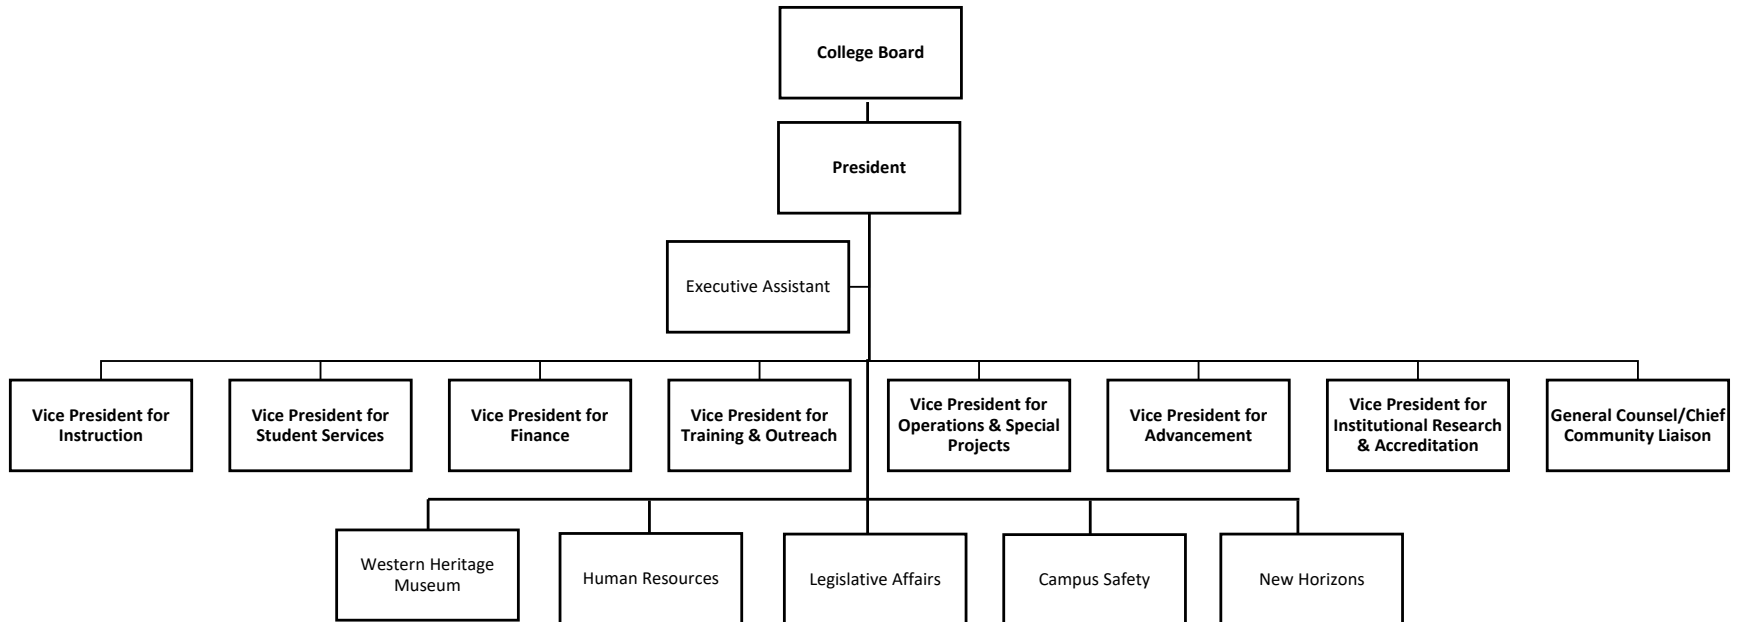 College Board
President
Executive Assistant
Vice President for
Instruction
Vice President for
Student Services
Vice President for
Finance
Vice President for
Training & Outreach
Vice President for
Operations & Special
Projects
Vice President for
Advancement
Vice President for
Institutional Research
& Accreditation
General Counsel/Chief
Community Liaison
Western Heritage
Museum
Human Resources
Legislative Affairs
Campus Safety
New Horizons